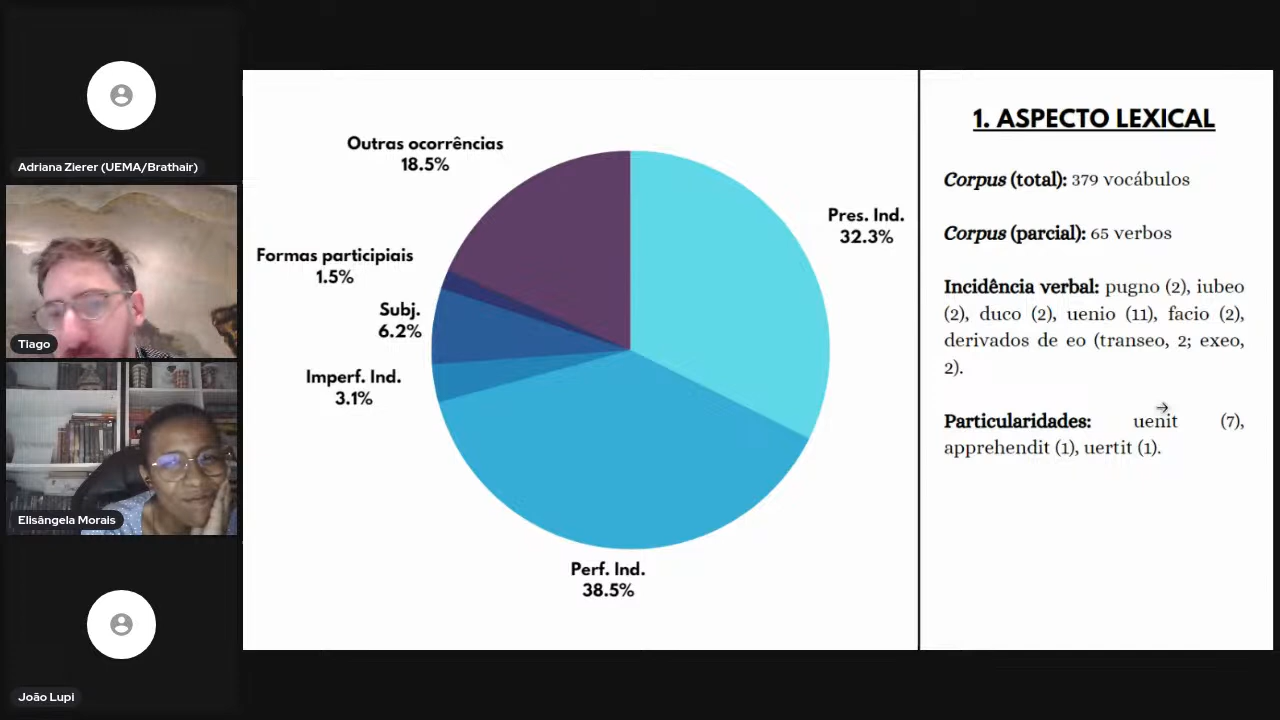 Adriana Zierer (UEMA/Brathair)
Tiago
Elisângela Morais
João Lupi
Outras ocorrências
18.5%
Formas participiais
1.5%
Subj.
6.2%
Imperf. Ind.
3.1%
Pres. Ind.
32.3%
Perf. Ind.
38.5%
1. ASPECTO LEXICAL
Corpus (total): 379 vocábulos
Corpus (parcial): 65 verbos
Incidência verbal: pugno (2), iubeo
(2), duco (2), uenio (11), facio (2),
derivados de eo (transeo, 2; exeo,
2).
Particularidades: uenit (7),
apprehendit (1), uertit (1).